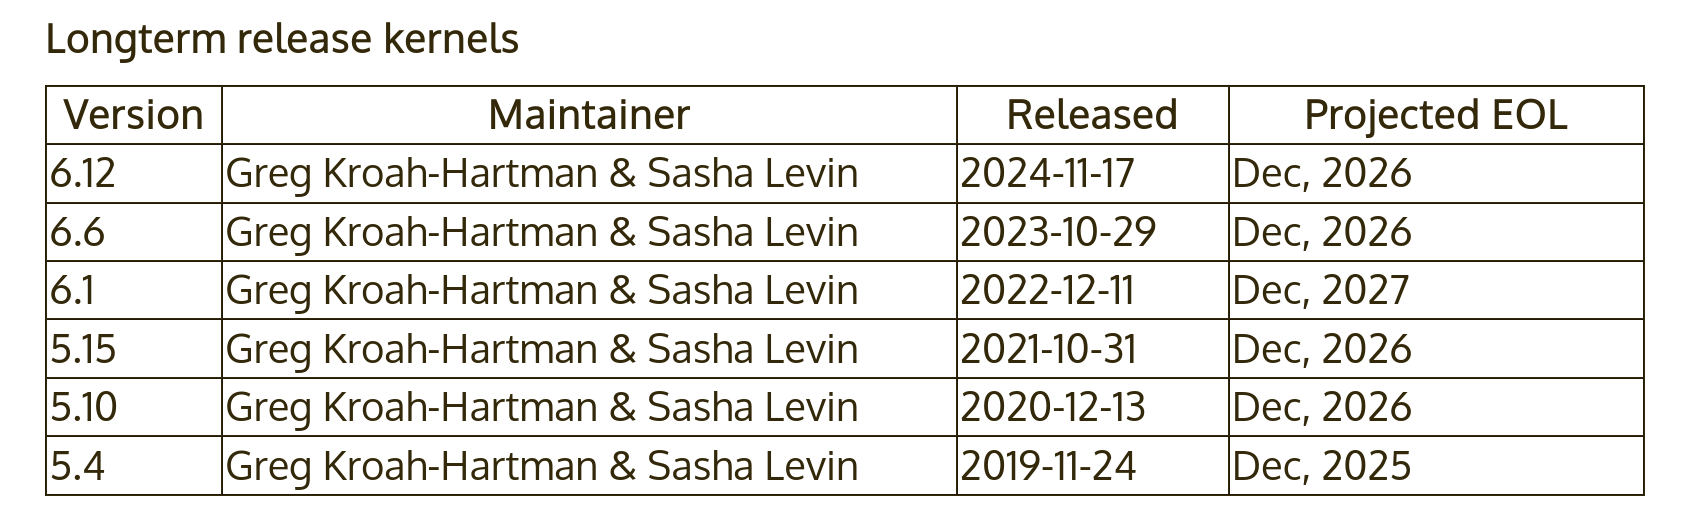 Longterm release kernels
Version Maintainer Released Projected EOL
6.12 Greg Kroah-Hartman & Sasha Levin 2024-11-17 Dec, 2026
6.6 Greg Kroah-Hartman & Sasha Levin 2023-10-29 Dec, 2026
6.1 Greg Kroah-Hartman & Sasha Levin 2022-12-11 Dec, 2027
5.15 Greg Kroah-Hartman & Sasha Levin 2021-10-31 Dec, 2026
5.10 Greg Kroah-Hartman & Sasha Levin 2020-12-13 Dec, 2026
5.4 Greg Kroah-Hartman & Sasha Levin 2019-11-24 Dec, 2025